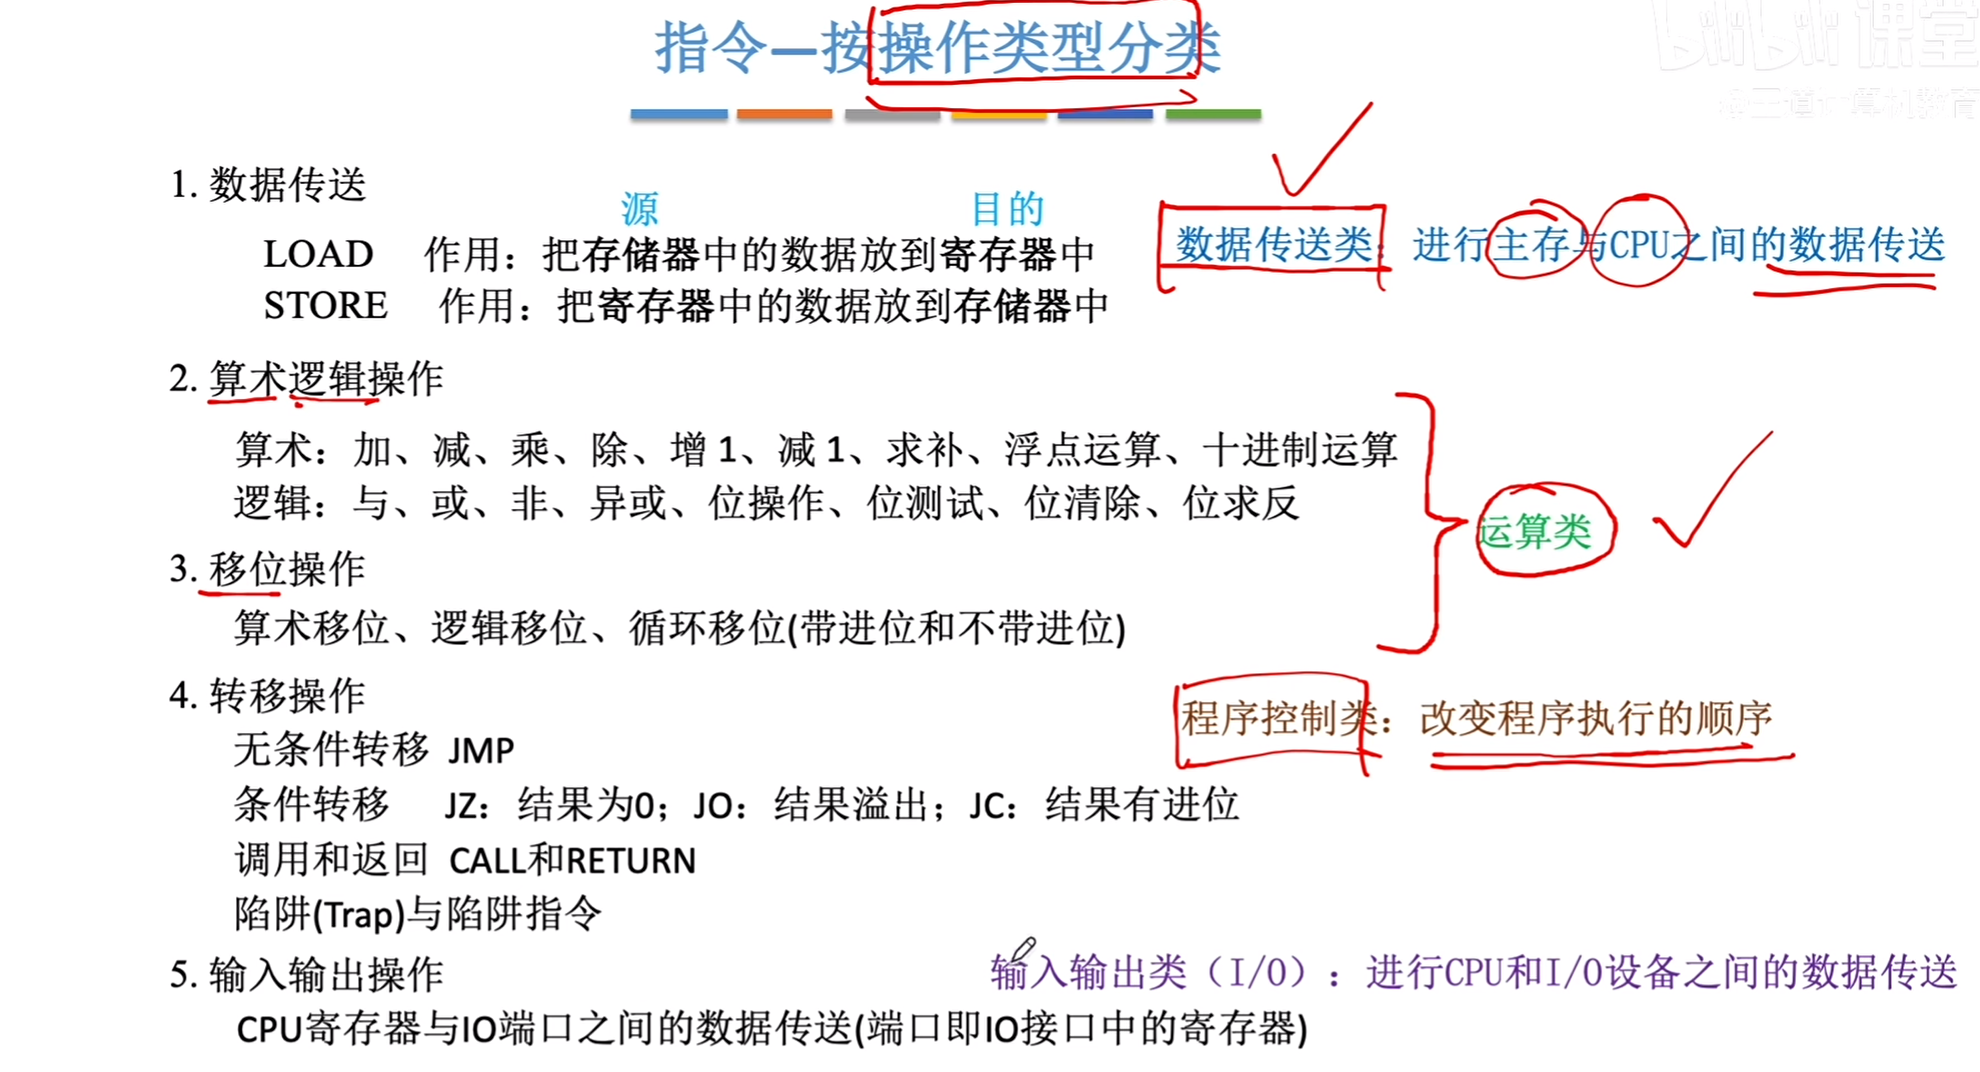 指令—按操作类型分类
bilibili 课堂
@王道计算机教育
1. 数据传送
源 目的
LOAD 作用：把存储器中的数据放到寄存器中
STORE 作用：把寄存器中的数据放到存储器中
数据传送类：进行主存与CPU之间的数据传送
2. 算术逻辑操作
算术：加、减、乘、除、增 1、减 1、求补、浮点运算、十进制运算
逻辑：与、或、非、异或、位操作、位测试、位清除、位求反
3. 移位操作
算术移位、逻辑移位、循环移位(带进位和不带进位)
运算类
4. 转移操作
无条件转移 JMP
条件转移 JZ：结果为0；JO：结果溢出；JC：结果有进位
调用和返回 CALL和RETURN
陷阱(Trap)与陷阱指令
程序控制类：改变程序执行的顺序
5. 输入输出操作
CPU寄存器与IO端口之间的数据传送(端口即IO接口中的寄存器)
输入输出类（I/O）：进行CPU和I/O设备之间的数据传送